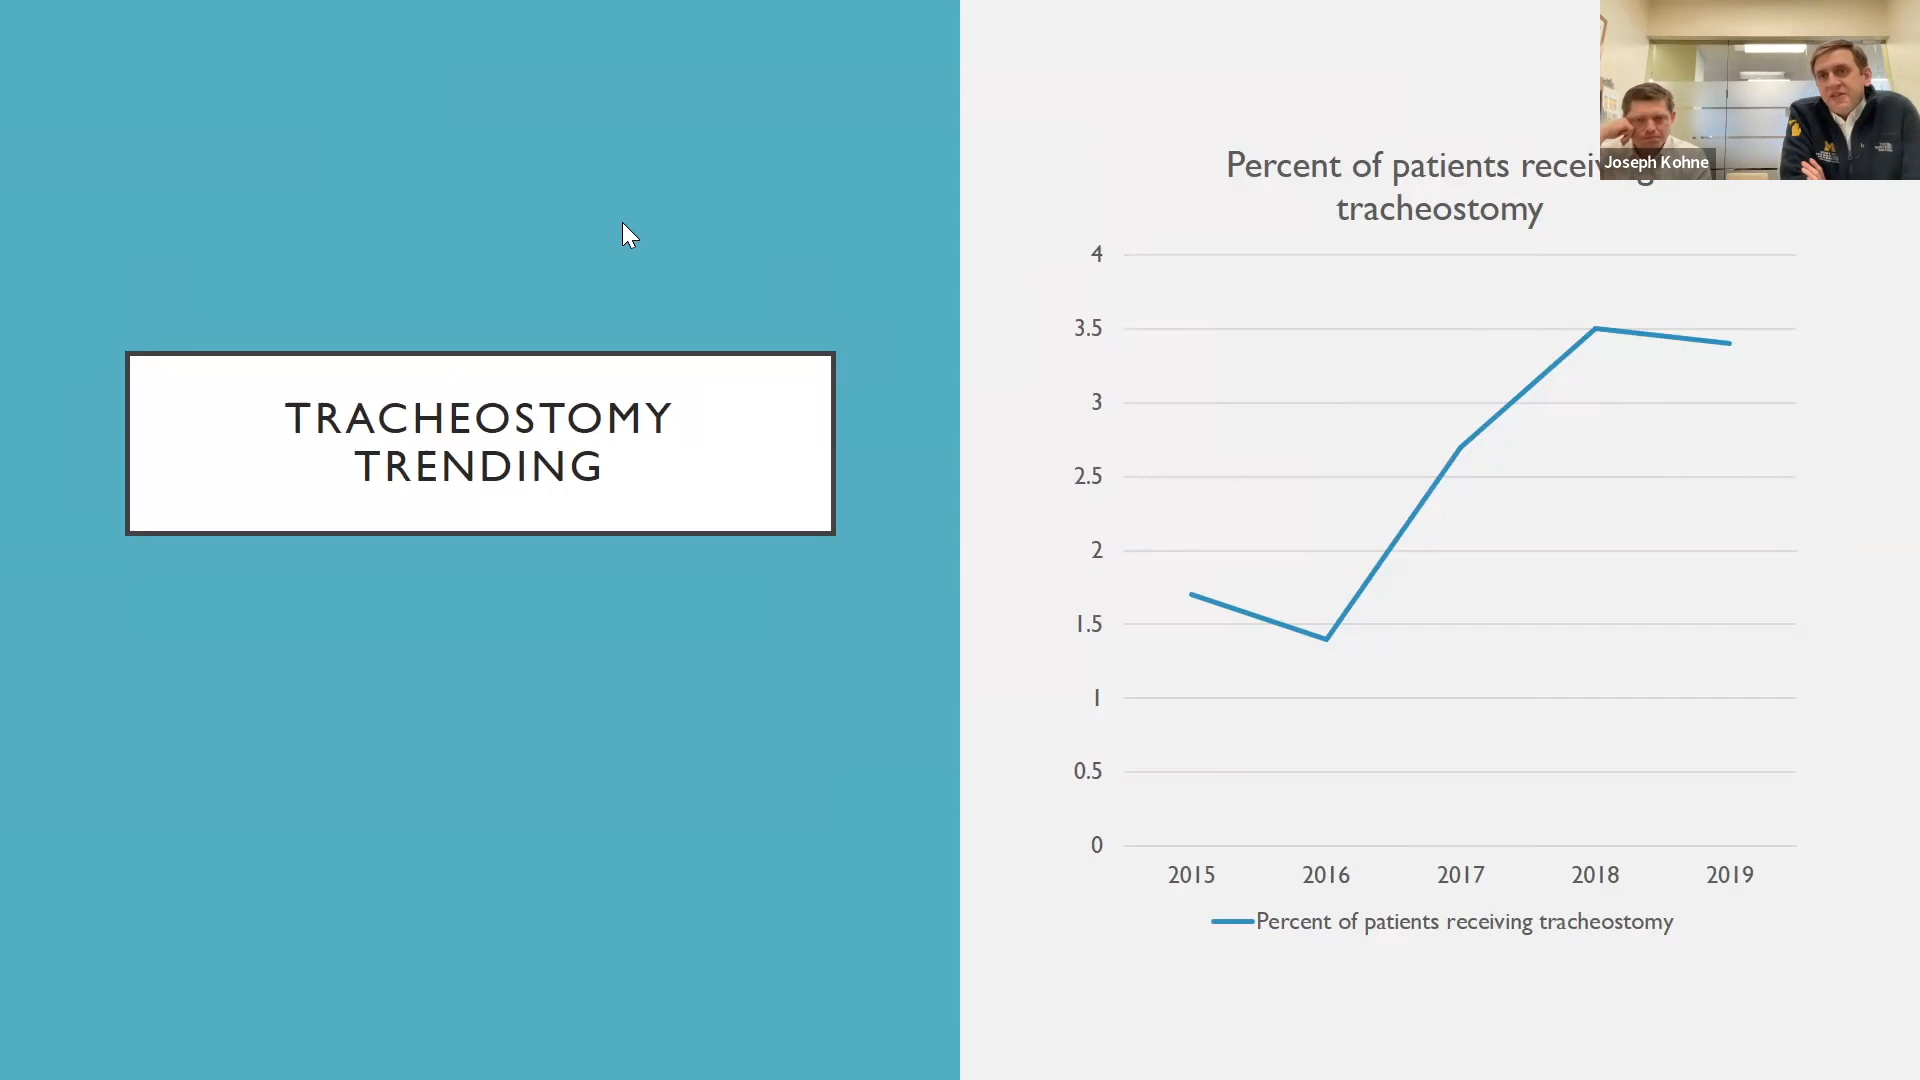 TRACHEOSTOMY
TRENDING
Percent of patients recei g
tracheostomy
Joseph Kohne
4
3.5
3
2.5
2
1.5
1
0.5
0
2015 2016 2017 2018 2019
Percent of patients receiving tracheostomy